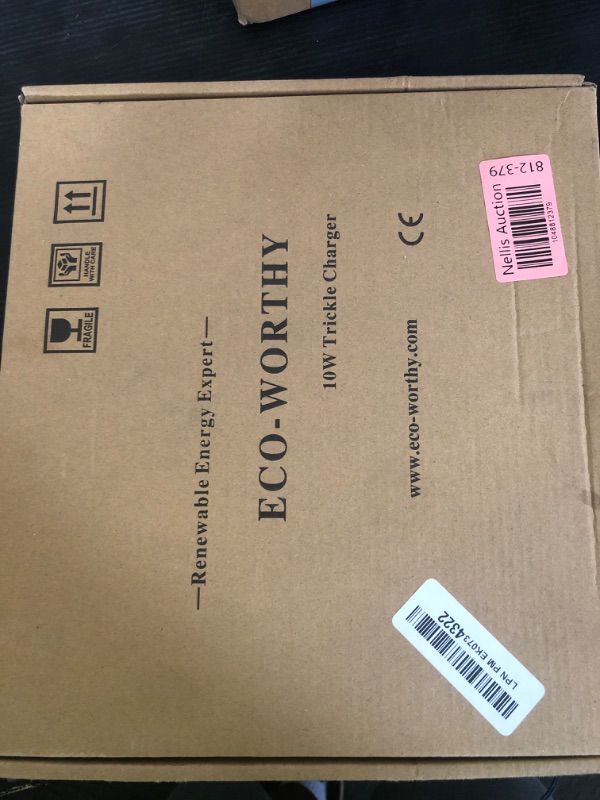 FRAGILE
HANDLE
WITH CARE
—Renewable Energy Expert—
ECO-WORTHY
10W Trickle Charger
www.eco-worthy.com
CE
Nellis Auction
1048812379
812-379
LPN PM EK0734322